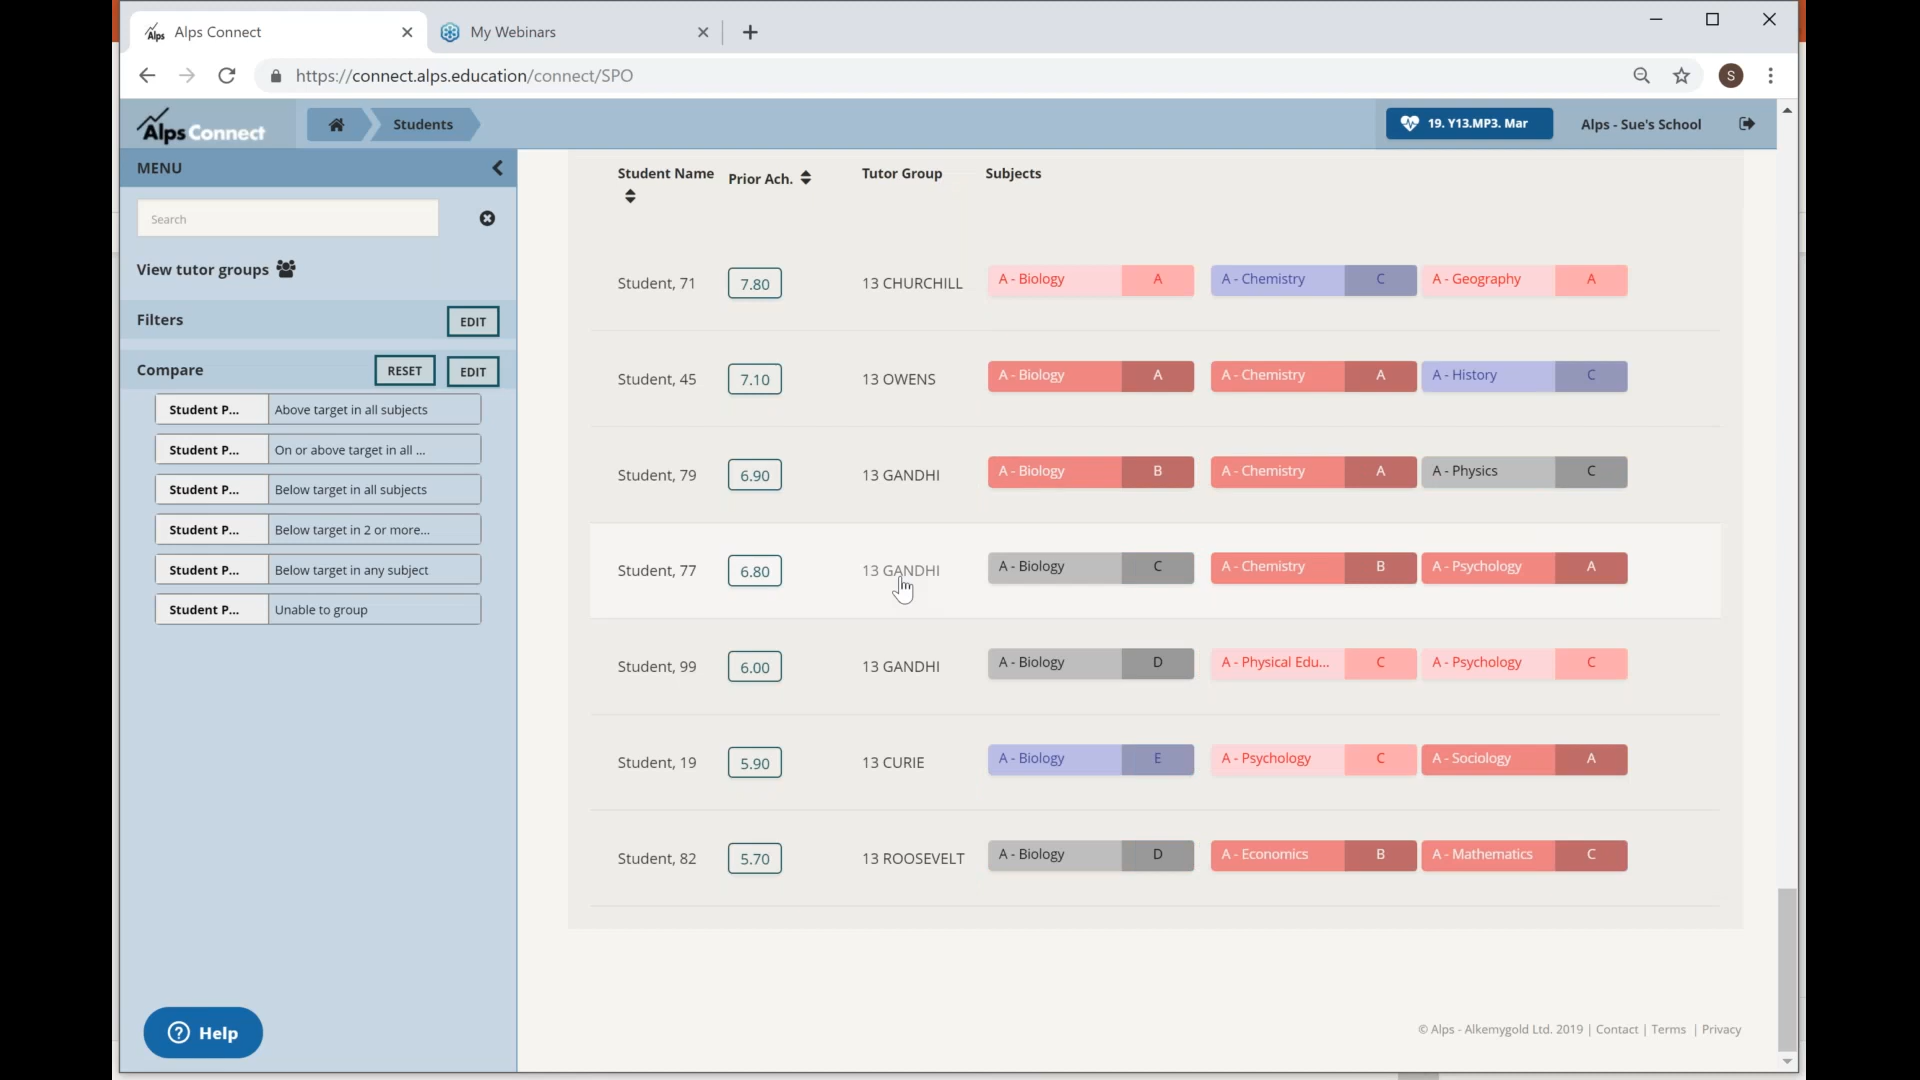 Alps Alps Connect
My Webinars
https://connect.alps.education/connect/SPO
S
Alps Connect
Students
19. Y13.MP3. Mar
Alps - Sue's School
MENU
Search
View tutor groups
Filters
EDIT
Compare
RESET
EDIT
Student P... Above target in all subjects
Student P... On or above target in all ...
Student P... Below target in all subjects
Student P... Below target in 2 or more...
Student P... Below target in any subject
Student P... Unable to group
Help
Student Name Prior Ach. Tutor Group Subjects
Student, 71 7.80 13 CHURCHILL A - Biology A A - Chemistry C A - Geography A
Student, 45 7.10 13 OWENS A - Biology A A - Chemistry A A - History C
Student, 79 6.90 13 GANDHI A - Biology B A - Chemistry A A - Physics C
Student, 77 6.80 13 GANDHI A - Biology C A - Chemistry B A - Psychology A
Student, 99 6.00 13 GANDHI A - Biology D A - Physical Edu... C A - Psychology C
Student, 19 5.90 13 CURIE A - Biology E A - Psychology C A - Sociology A
Student, 82 5.70 13 ROOSEVELT A - Biology D A - Economics B A - Mathematics C
© Alps - Alkemygold Ltd. 2019 | Contact | Terms | Privacy